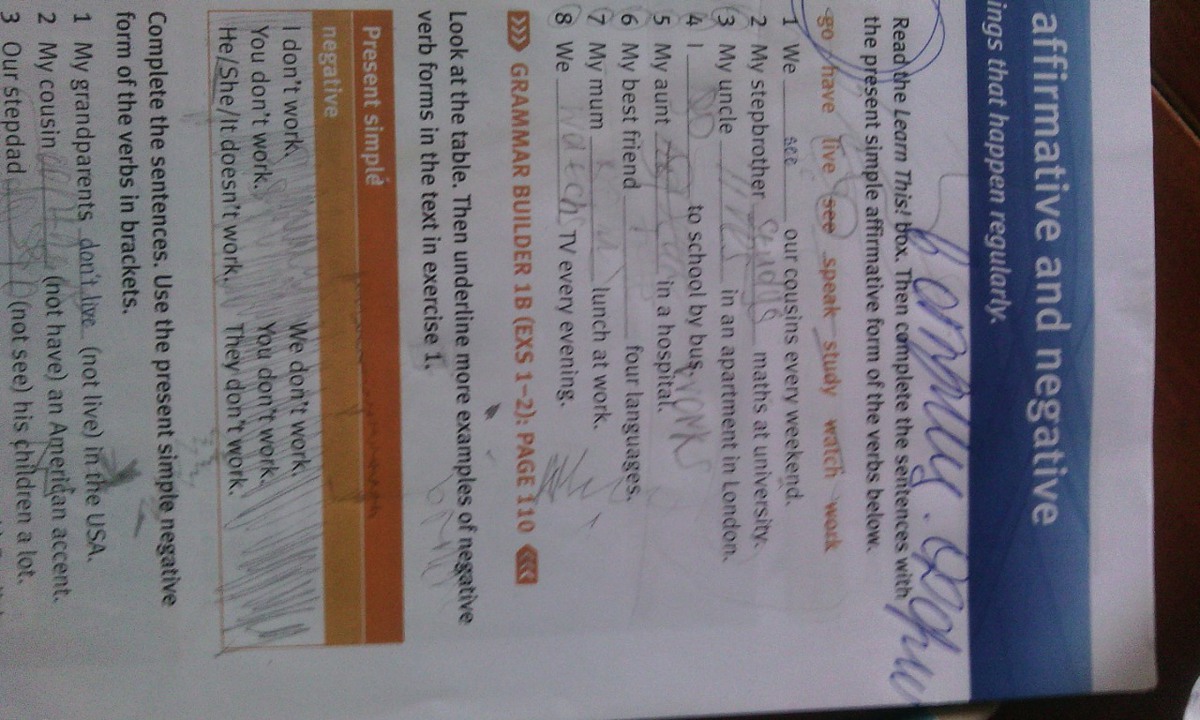 affirmative and negative
ings that happen regularly.
Read the Learn This! box. Then complete the sentences with
the present simple affirmative form of the verbs below.
go have live see speak study watch work
1 We see our cousins every weekend.
2 My stepbrother study maths at university.
3 My uncle in an apartment in London.
4 I go to school by bus.
work
5 My aunt in a hospital.
6 My best friend four languages.
7 My mum lunch at work.
8 We watch TV every evening.
>>> GRAMMAR BUILDER 1B (EXS 1–2): PAGE 110 <<<
Look at the table. Then underline more examples of negative
verb forms in the text in exercise 1.
Present simple
negative
I don't work. We don't work.
You don't work. You don't work.
He/She/It doesn't work. They don't work.
Complete the sentences. Use the present simple negative
form of the verbs in brackets.
1 My grandparents don't live (not live) in the USA.
2 My cousin (not have) an American accent.
3 Our stepdad (not see) his children a lot.